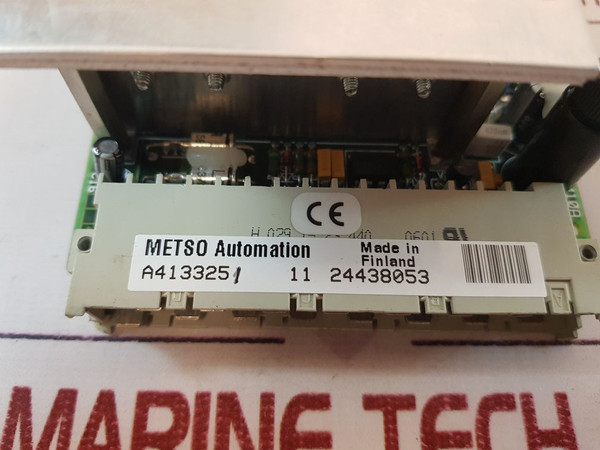 CE
METSO Automation
Made in
Finland
A413325/ 11 24438053
MARINE TECH